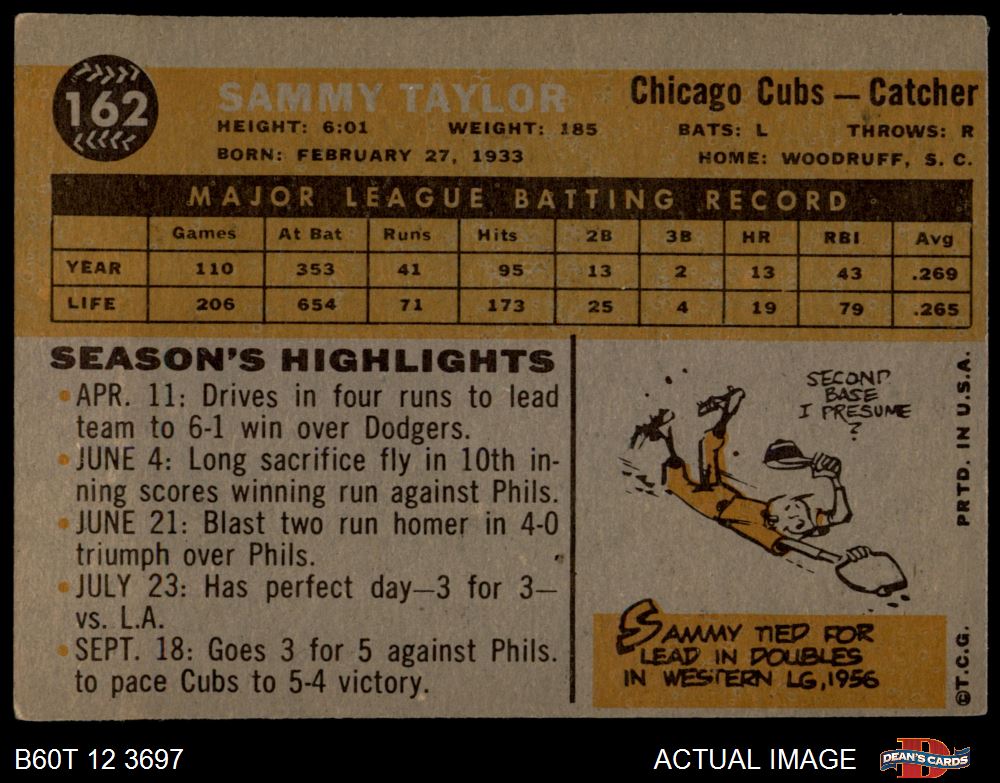 162
SAMMY TAYLOR
Chicago Cubs — Catcher
HEIGHT: 6:01 WEIGHT: 185 BATS: L THROWS: R
BORN: FEBRUARY 27, 1933 HOME: WOODRUFF, S. C.
MAJOR LEAGUE BATTING RECORD
Games At Bat Runs Hits 2B 3B HR RBI Avg
YEAR 110 353 41 95 13 2 13 43 .269
LIFE 206 654 71 173 25 4 19 79 .265
SEASON'S HIGHLIGHTS
• APR. 11: Drives in four runs to lead
team to 6-1 win over Dodgers.
• JUNE 4: Long sacrifice fly in 10th in-
ning scores winning run against Phils.
• JUNE 21: Blast two run homer in 4-0
triumph over Phils.
• JULY 23: Has perfect day—3 for 3—
vs. L.A.
• SEPT. 18: Goes 3 for 5 against Phils.
to pace Cubs to 5-4 victory.
SECOND
BASE
I PRESUME
?
SAMMY TIED FOR
LEAD IN DOUBLES
IN WESTERN LG, 1956
©T.C.G. PRTD. IN U.S.A.
B60T 12 3697
ACTUAL IMAGE
DEAN'S CARDS